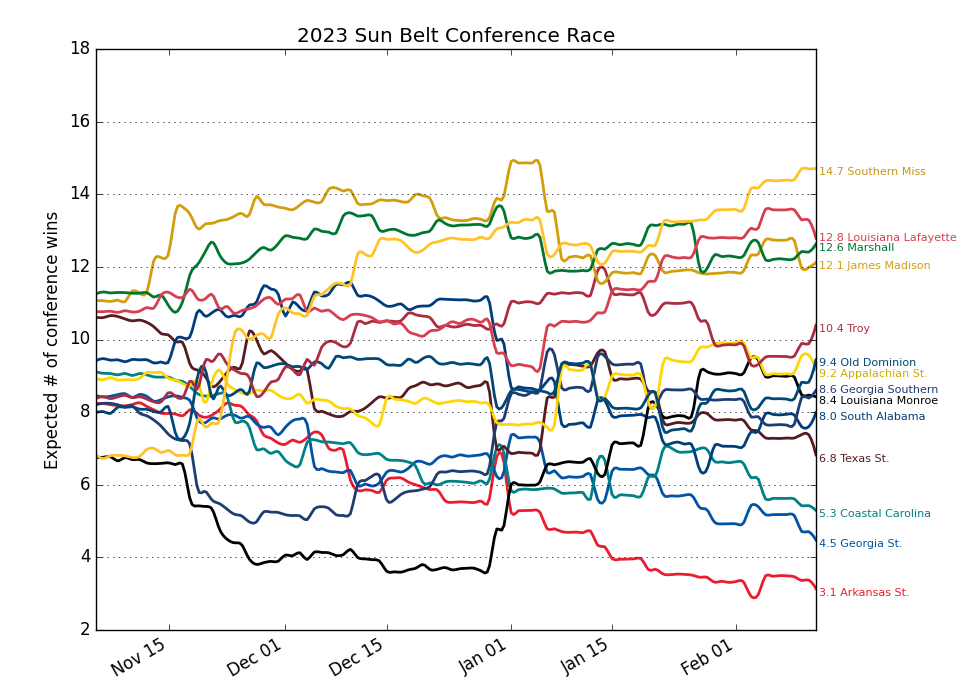 2023 Sun Belt Conference Race
Expected # of conference wins
18
16
14
12
10
8
6
4
2
Nov 15
Dec 01
Dec 15
Jan 01
Jan 15
Feb 01
14.7 Southern Miss
12.8 Louisiana Lafayette
12.6 Marshall
12.1 James Madison
10.4 Troy
9.4 Old Dominion
9.2 Appalachian St.
8.6 Georgia Southern
8.4 Louisiana Monroe
8.0 South Alabama
6.8 Texas St.
5.3 Coastal Carolina
4.5 Georgia St.
3.1 Arkansas St.